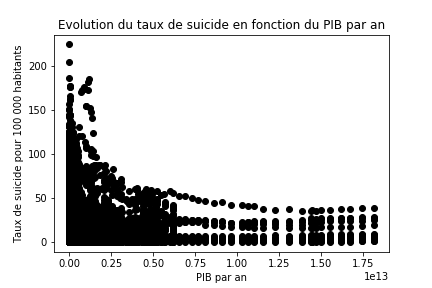 Evolution du taux de suicide en fonction du PIB par an
Taux de suicide pour 100 000 habitants
200
150
100
50
0
0.00 0.25 0.50 0.75 1.00 1.25 1.50 1.75
1e13
PIB par an